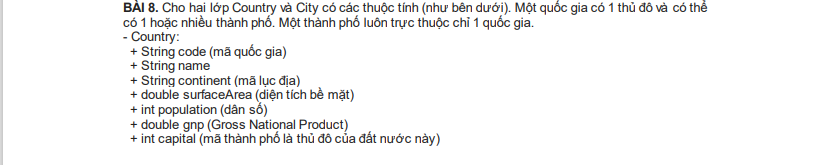 BÀI 8. Cho hai lớp Country và City có các thuộc tính (như bên dưới). Một quốc gia có 1 thủ đô và có thể
có 1 hoặc nhiều thành phố. Một thành phố luôn trực thuộc chỉ 1 quốc gia.
- Country:
+ String code (mã quốc gia)
+ String name
+ String continent (mã lục địa)
+ double surfaceArea (diện tích bề mặt)
+ int population (dân số)
+ double gnp (Gross National Product)
+ int capital (mã thành phố là thủ đô của đất nước này)